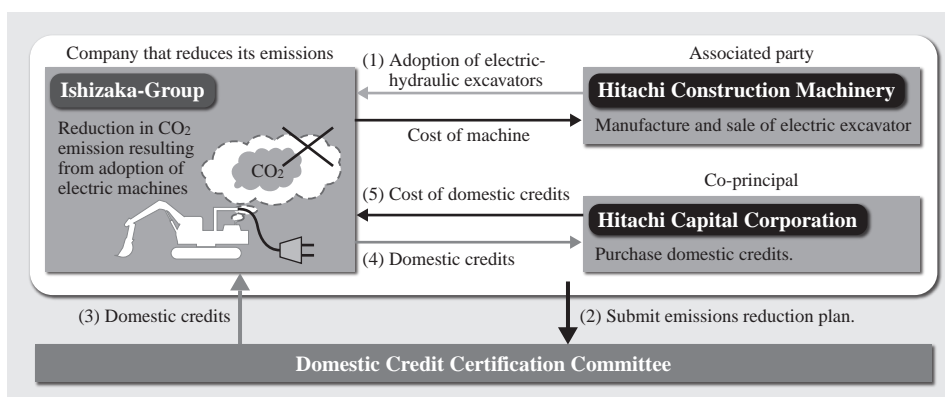 Company that reduces its emissions
Ishizaka-Group
Reduction in CO2
emission resulting
from adoption of
electric machines
CO2
(1) Adoption of electric-
hydraulic excavators
Cost of machine
Associated party
Hitachi Construction Machinery
Manufacture and sale of electric excavator
(5) Cost of domestic credits
(4) Domestic credits
Co-principal
Hitachi Capital Corporation
Purchase domestic credits.
(3) Domestic credits
(2) Submit emissions reduction plan.
Domestic Credit Certification Committee